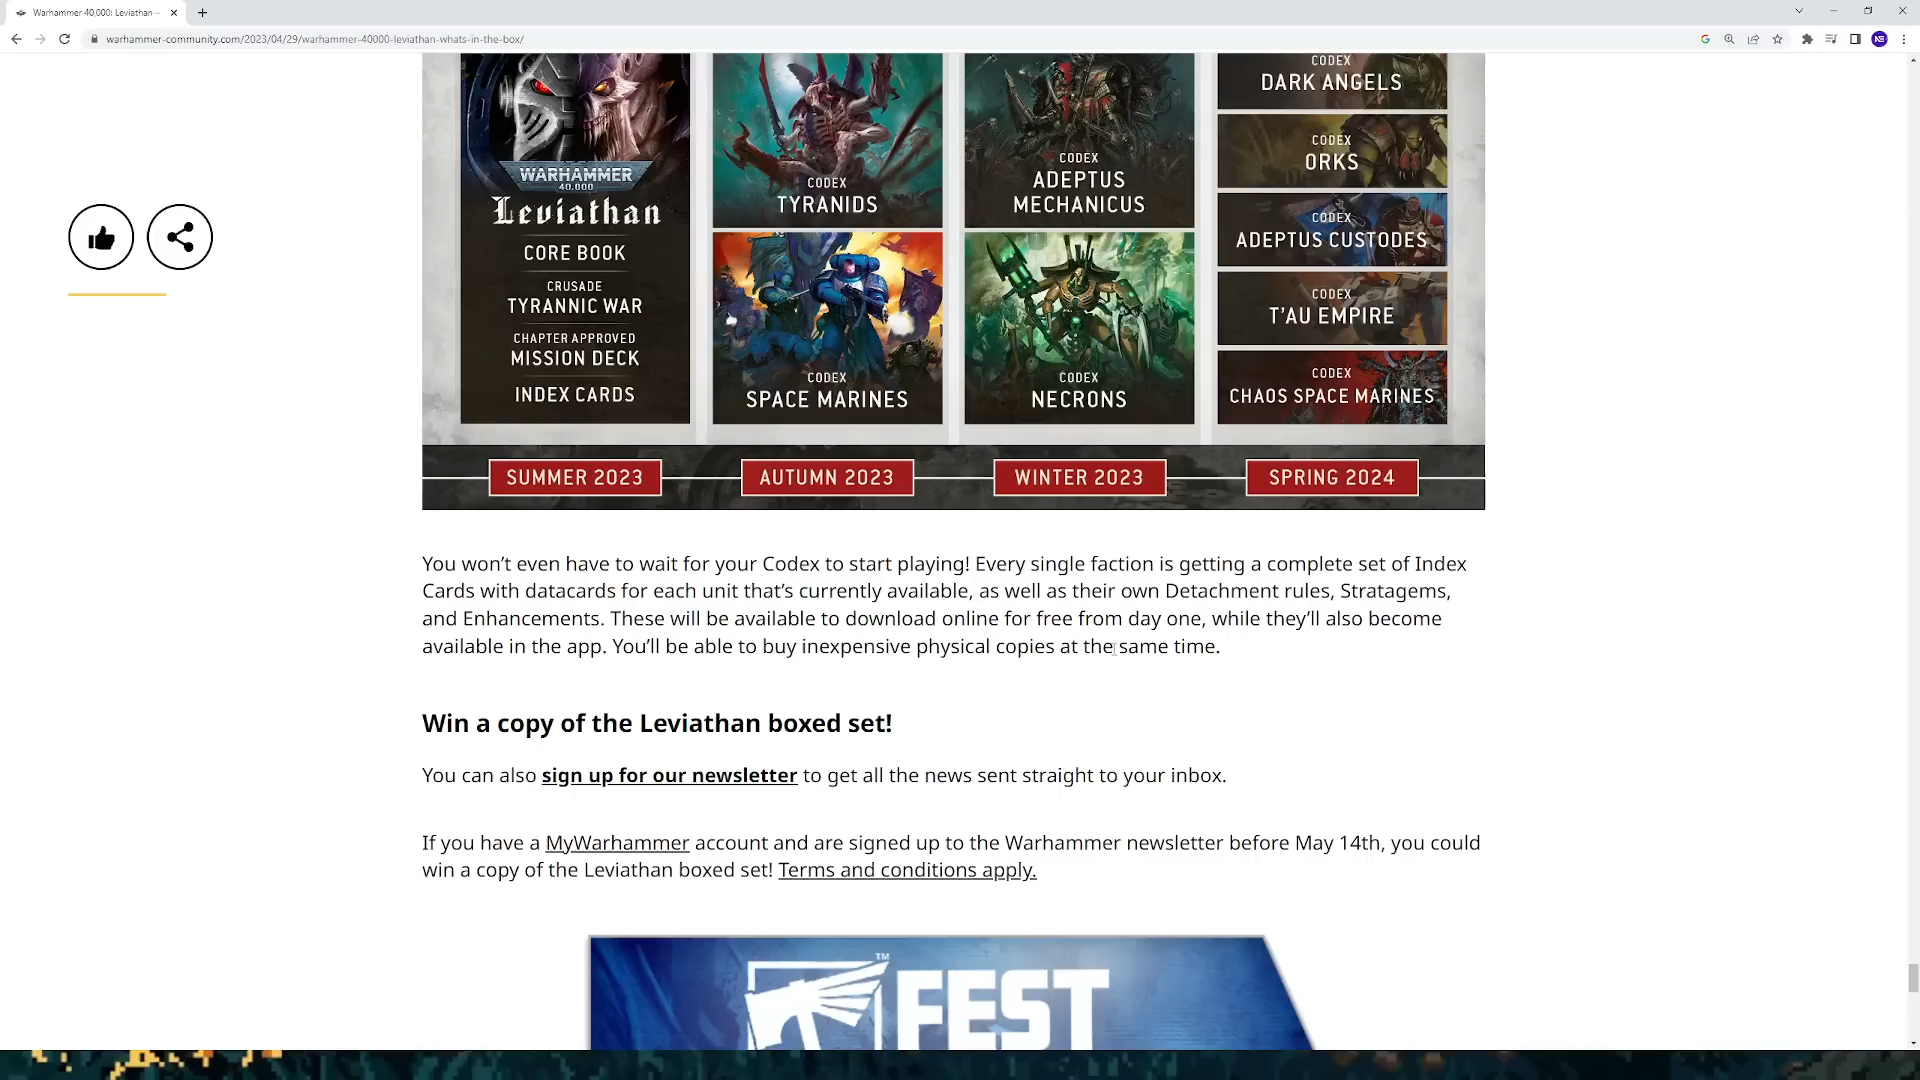 Warhammer 40,000: Leviathan –
warhammer-community.com/2023/04/29/warhammer-40000-leviathan-whats-in-the-box/
NE
WARHAMMER
40,000
Leviathan
CORE BOOK
CRUSADE
TYRANNIC WAR
CHAPTER APPROVED
MISSION DECK
INDEX CARDS
CODEX
TYRANIDS
CODEX
SPACE MARINES
CODEX
ADEPTUS
MECHANICUS
CODEX
NECRONS
CODEX
DARK ANGELS
CODEX
ORKS
CODEX
ADEPTUS CUSTODES
CODEX
T'AU EMPIRE
CODEX
CHAOS SPACE MARINES
SUMMER 2023
AUTUMN 2023
WINTER 2023
SPRING 2024
You won’t even have to wait for your Codex to start playing! Every single faction is getting a complete set of Index
Cards with datacards for each unit that’s currently available, as well as their own Detachment rules, Stratagems,
and Enhancements. These will be available to download online for free from day one, while they’ll also become
available in the app. You’ll be able to buy inexpensive physical copies at the same time.
Win a copy of the Leviathan boxed set!
You can also sign up for our newsletter to get all the news sent straight to your inbox.
If you have a MyWarhammer account and are signed up to the Warhammer newsletter before May 14th, you could
win a copy of the Leviathan boxed set! Terms and conditions apply.
TM
FEST